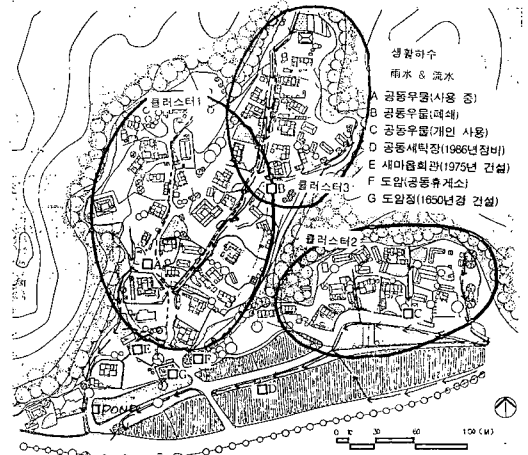 생활하수
雨水 & 流水
A 공동우물(사용 중)
B 공동우물(폐쇄)
C 공동우물(개인 사용)
D 공동세탁장(1986년정비)
E 새마을회관(1975년 건설)
F 도암(공동휴게소)
G 도암정(1650년경 건설)
클러스터1
클러스터3
클러스터2
A
B
C
E
F
G
D
POND
0 30 60 150(M)